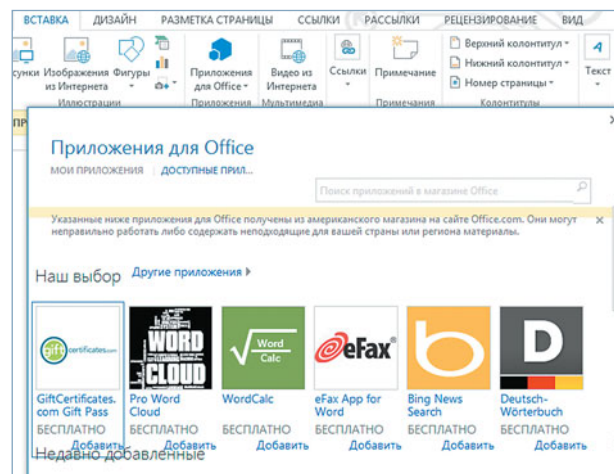 ВСТАВКА ДИЗАЙН РАЗМЕТКА СТРАНИЦЫ ССЫЛКИ РАССЫЛКИ РЕЦЕНЗИРОВАНИЕ ВИД
Верхний колонтитул
Нижний колонтитул
Номер страницы
сунки Изображения из Интернета Фигуры Приложения для Office Видео из Интернета Ссылки Примечание Текст
Иллюстрации Приложения Мультимедиа Примечания Колонтитулы
ПР
Приложения для Office
МОИ ПРИЛОЖЕНИЯ ДОСТУПНЫЕ ПРИЛ...
Поиск приложений в магазине Office
Указанные ниже приложения для Office получены из американского магазина на сайте Office.com. Они могут
неправильно работать либо содержать неподходящие для вашей страны или региона материалы.
Наш выбор Другие приложения
gift certificates.com
WORD CLOUD
Word Calc
eFax
b
D
GiftCertificates.com Gift Pass
Pro Word Cloud
WordCalc
eFax App for Word
Bing News Search
Deutsch-Wörterbuch
БЕСПЛАТНО БЕСПЛАТНО БЕСПЛАТНО БЕСПЛАТНО БЕСПЛАТНО БЕСПЛАТНО
Добавить Добавить Добавить Добавить Добавить Добавить
Недавно добавленные